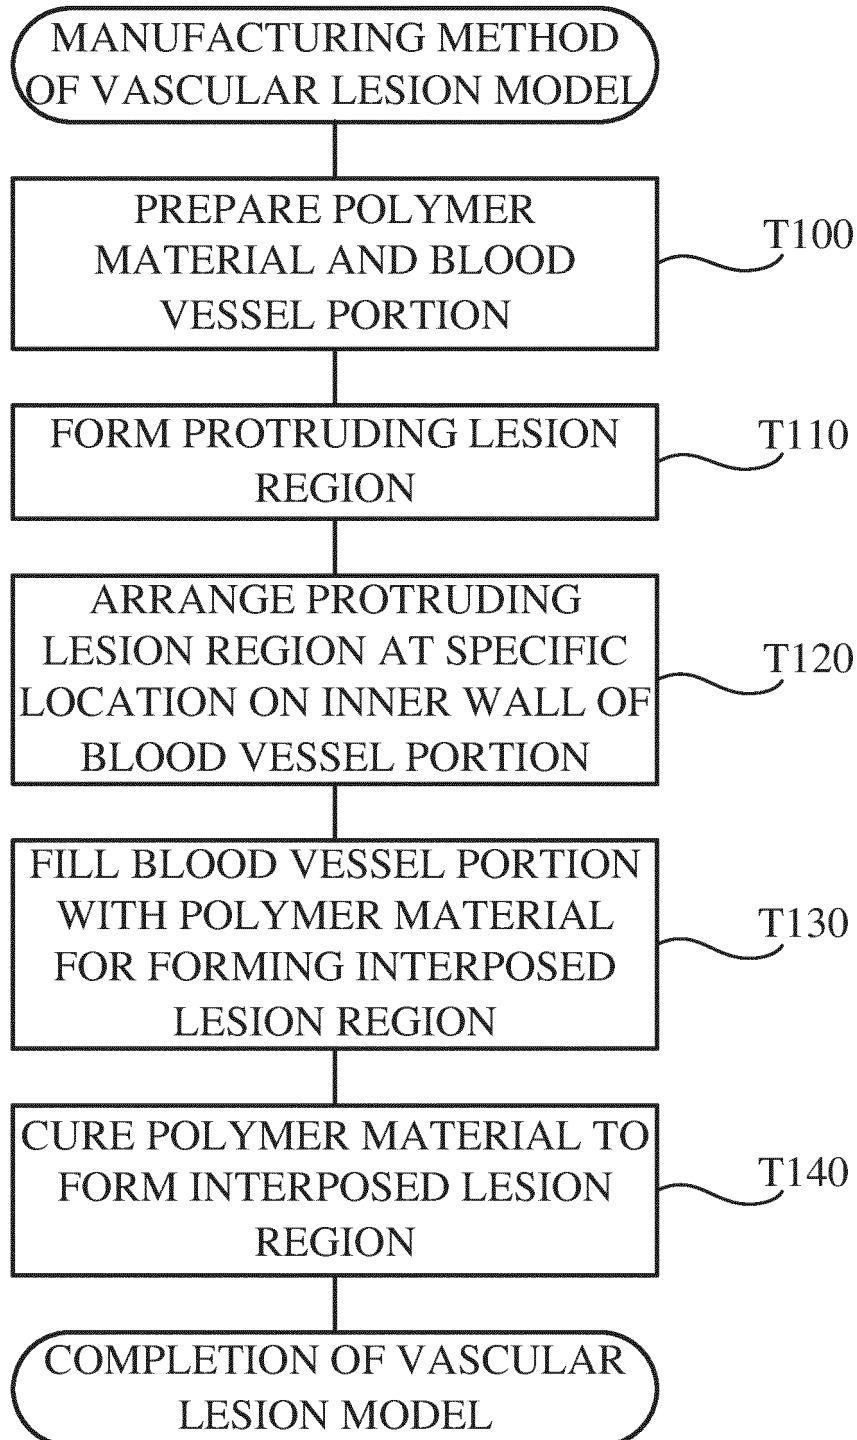 MANUFACTURING METHOD
OF VASCULAR LESION MODEL
PREPARE POLYMER
MATERIAL AND BLOOD
VESSEL PORTION
T100
FORM PROTRUDING LESION
REGION
T110
ARRANGE PROTRUDING
LESION REGION AT SPECIFIC
LOCATION ON INNER WALL OF
BLOOD VESSEL PORTION
T120
FILL BLOOD VESSEL PORTION
WITH POLYMER MATERIAL
FOR FORMING INTERPOSED
LESION REGION
T130
CURE POLYMER MATERIAL TO
FORM INTERPOSED LESION
REGION
T140
COMPLETION OF VASCULAR
LESION MODEL